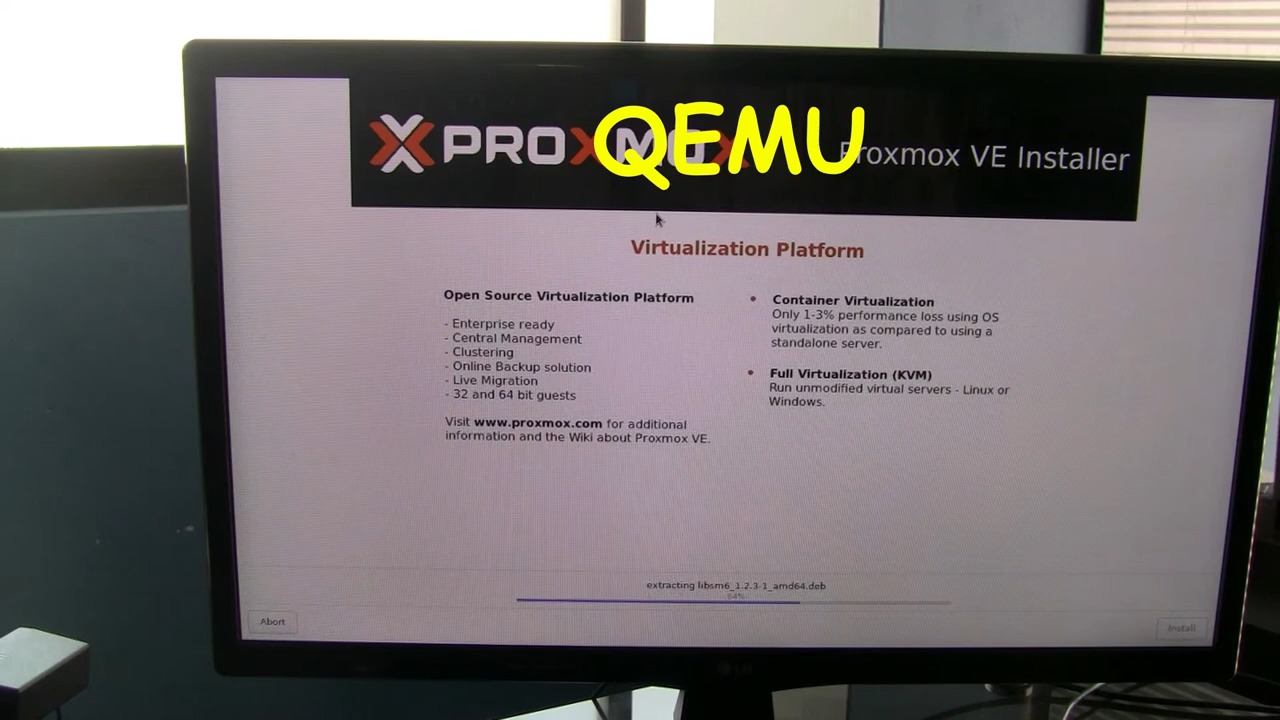 PROXMOX
QEMU
Proxmox VE Installer
Virtualization Platform
Open Source Virtualization Platform
- Enterprise ready
- Central Management
- Clustering
- Online Backup solution
- Live Migration
- 32 and 64 bit guests
Visit www.proxmox.com for additional
information and the Wiki about Proxmox VE.
• Container Virtualization
Only 1-3% performance loss using OS
virtualization as compared to using a
standalone server.
• Full Virtualization (KVM)
Run unmodified virtual servers - Linux or
Windows.
extracting libsm6_1.2.3-1_amd64.deb
64%
Abort
Install
LG